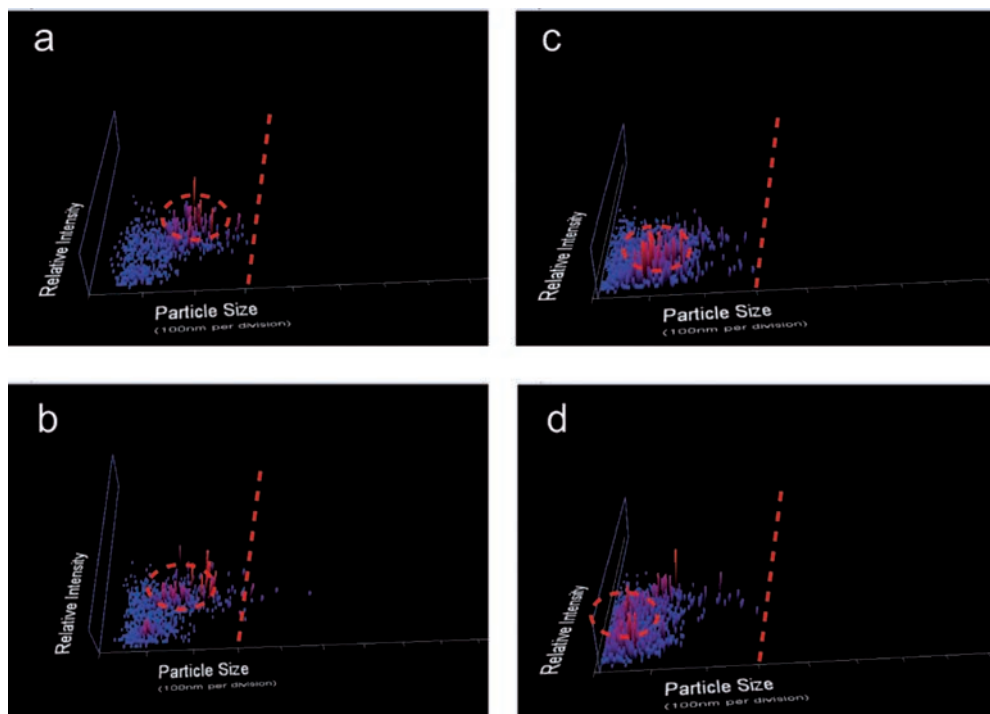 a
Relative Intensity
Particle Size
(100nm per division)
c
Relative Intensity
Particle Size
(100nm per division)
b
Relative Intensity
Particle Size
(100nm per division)
d
Relative Intensity
Particle Size
(100nm per division)